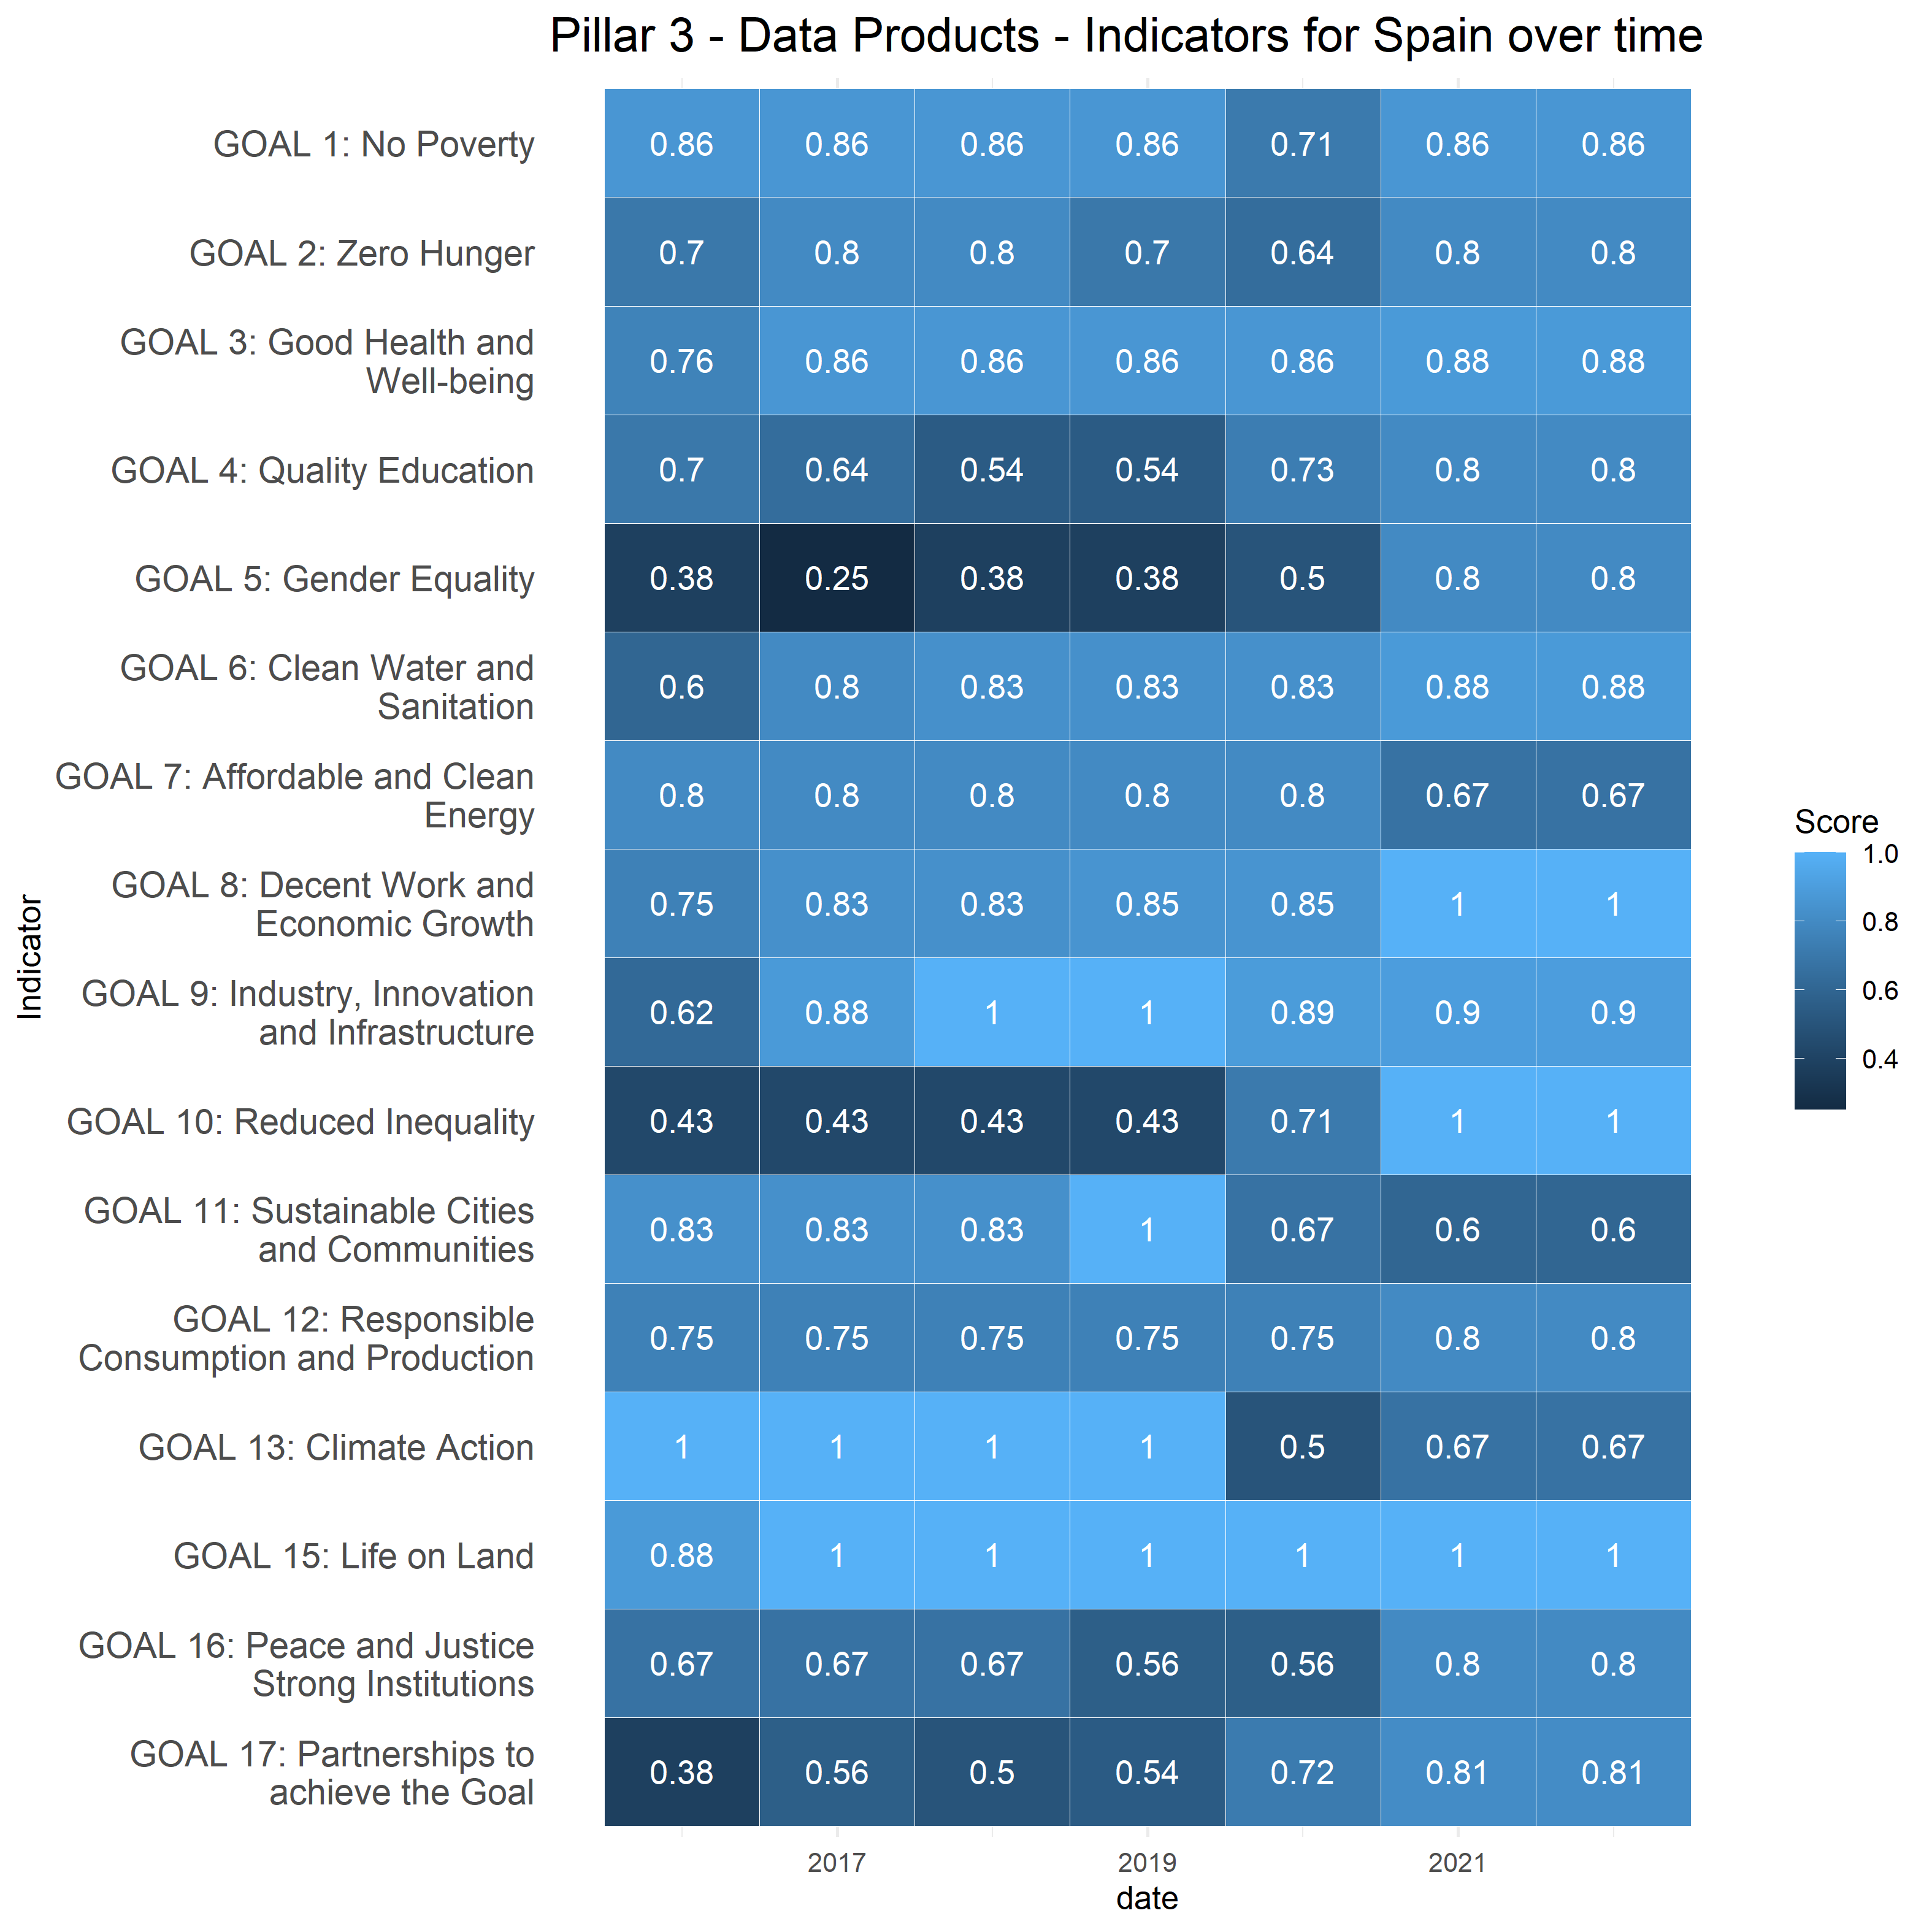 Pillar 3 - Data Products - Indicators for Spain over time
GOAL 1: No Poverty
0.86 0.86 0.86 0.86 0.71 0.86 0.86
GOAL 2: Zero Hunger
0.7 0.8 0.8 0.7 0.64 0.8 0.8
GOAL 3: Good Health and
Well-being
0.76 0.86 0.86 0.86 0.86 0.88 0.88
GOAL 4: Quality Education
0.7 0.64 0.54 0.54 0.73 0.8 0.8
GOAL 5: Gender Equality
0.38 0.25 0.38 0.38 0.5 0.8 0.8
GOAL 6: Clean Water and
Sanitation
0.6 0.8 0.83 0.83 0.83 0.88 0.88
GOAL 7: Affordable and Clean
Energy
0.8 0.8 0.8 0.8 0.8 0.67 0.67
GOAL 8: Decent Work and
Economic Growth
0.75 0.83 0.83 0.85 0.85 1 1
GOAL 9: Industry, Innovation
and Infrastructure
0.62 0.88 1 1 0.89 0.9 0.9
GOAL 10: Reduced Inequality
0.43 0.43 0.43 0.43 0.71 1 1
GOAL 11: Sustainable Cities
and Communities
0.83 0.83 0.83 1 0.67 0.6 0.6
GOAL 12: Responsible
Consumption and Production
0.75 0.75 0.75 0.75 0.75 0.8 0.8
GOAL 13: Climate Action
1 1 1 1 0.5 0.67 0.67
GOAL 15: Life on Land
0.88 1 1 1 1 1 1
GOAL 16: Peace and Justice
Strong Institutions
0.67 0.67 0.67 0.56 0.56 0.8 0.8
GOAL 17: Partnerships to
achieve the Goal
0.38 0.56 0.5 0.54 0.72 0.81 0.81
2017 2019 2021
date
Indicator
Score
1.0
0.8
0.6
0.4